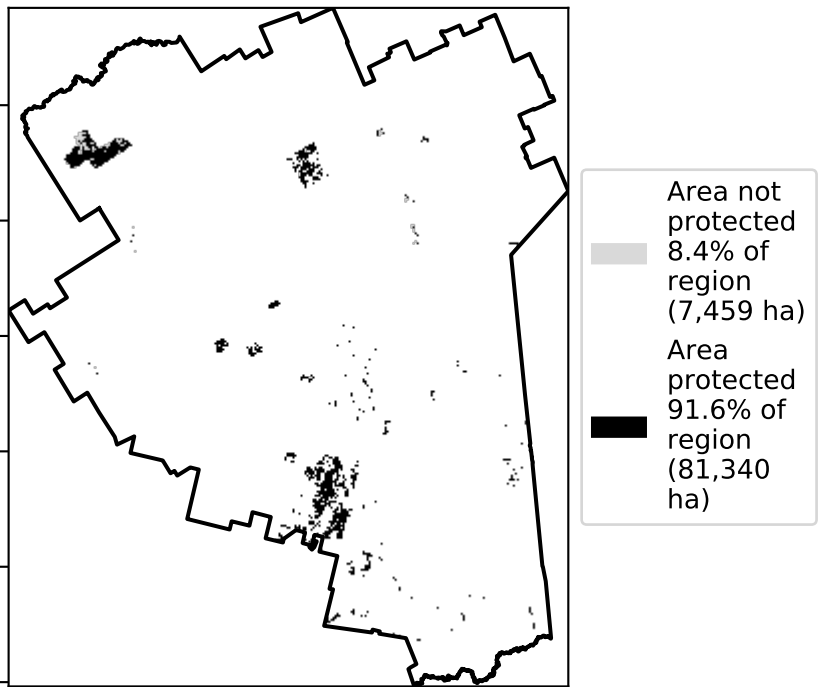 Area not
protected
8.4% of
region
(7,459 ha)
Area
protected
91.6% of
region
(81,340
ha)